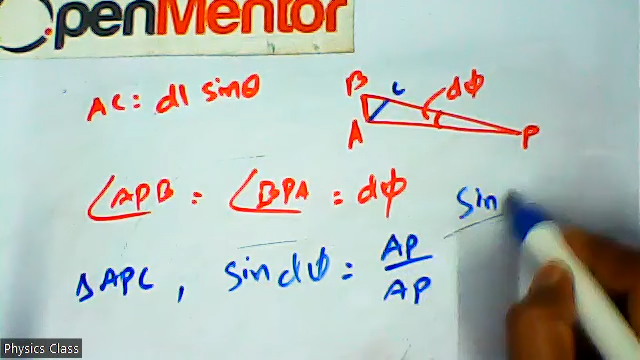 OpenMentor
AC = dl sinθ
B C dφ
A P
∠APB = ∠BPA = dφ
sin
ΔAPC, sin dφ = AP/AP
Physics Class